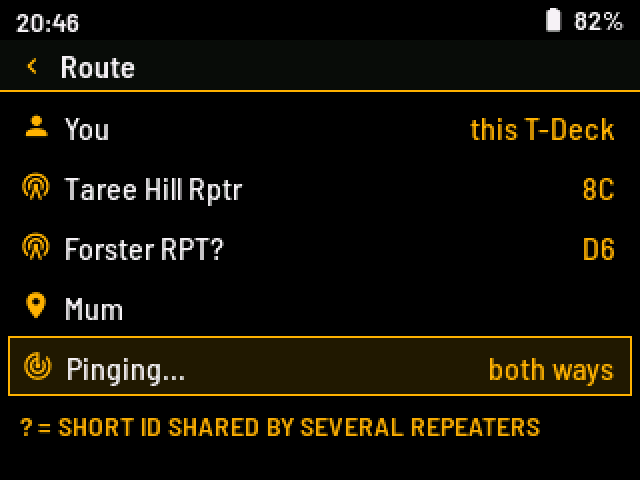 20:46 82%
Route
You this T-Deck
Taree Hill Rptr 8C
Forster RPT? D6
Mum
Pinging... both ways
? = SHORT ID SHARED BY SEVERAL REPEATERS